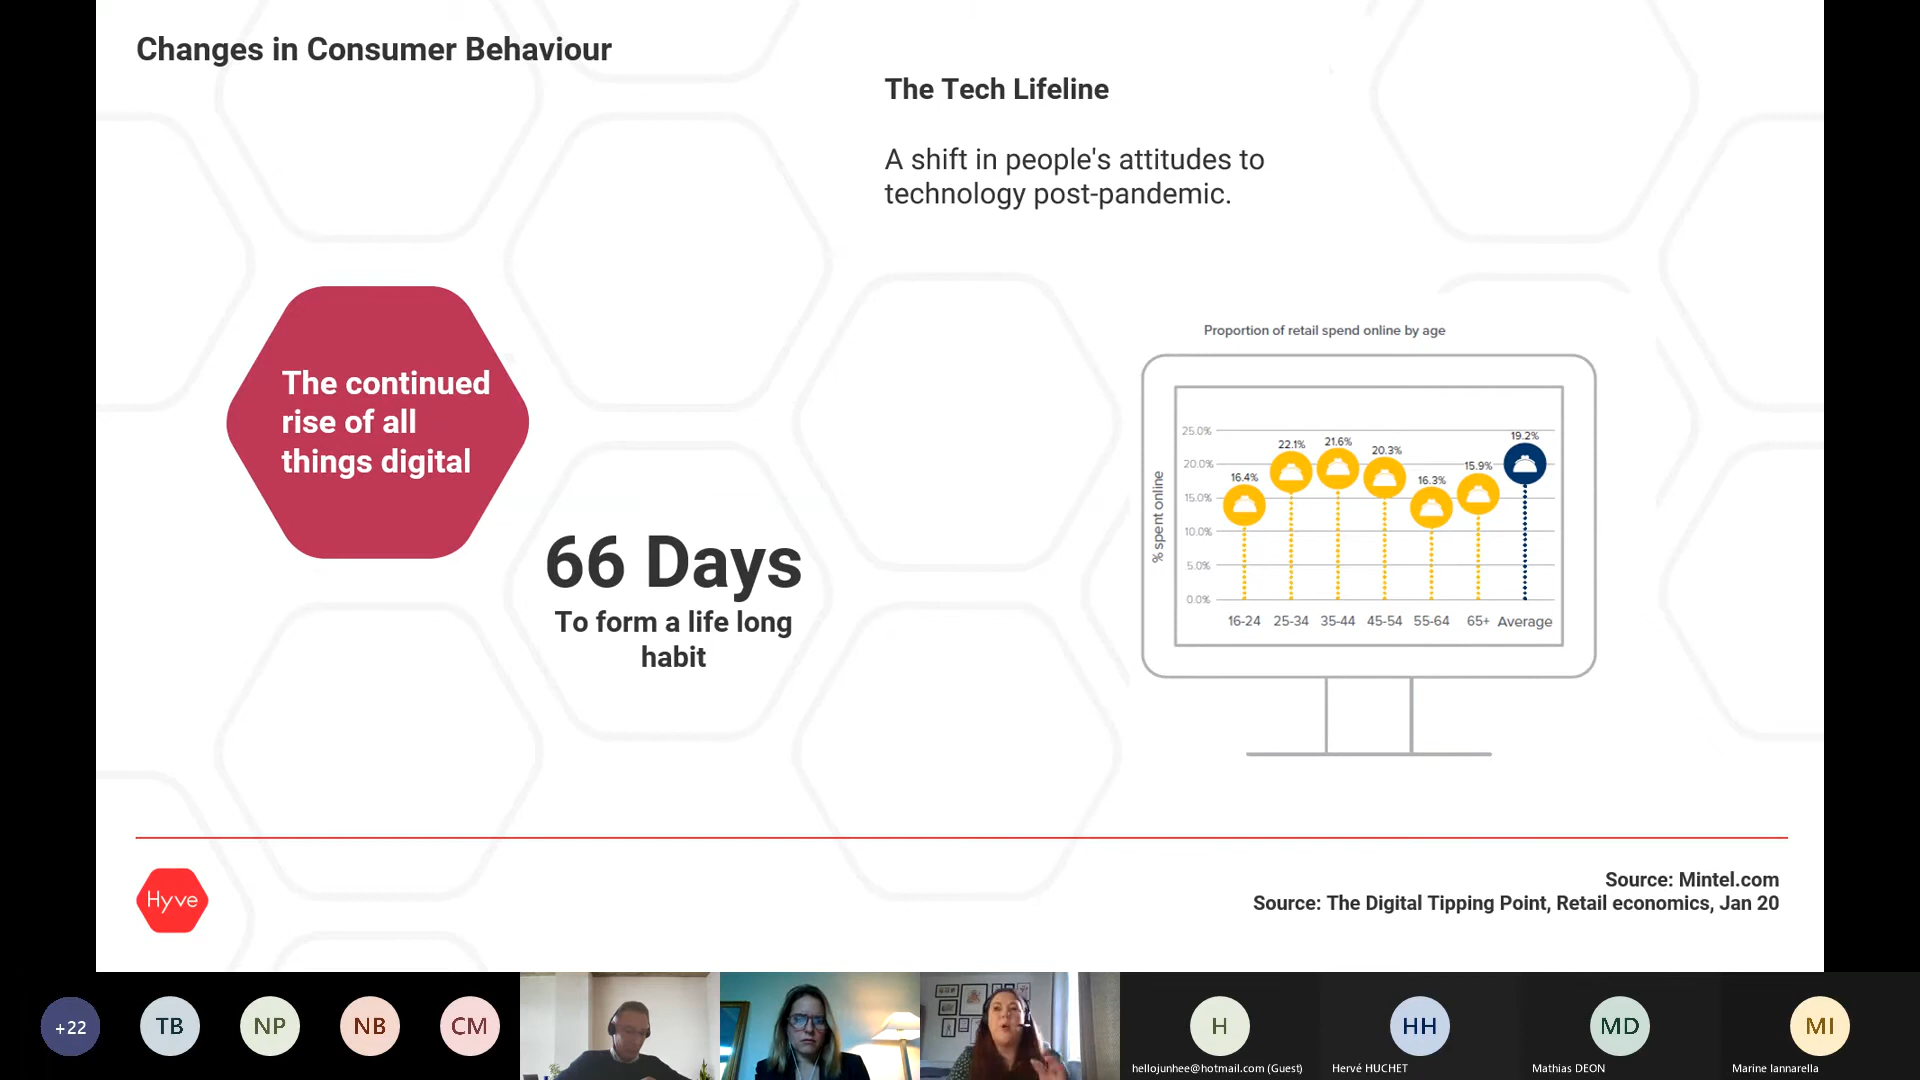 Changes in Consumer Behaviour
The Tech Lifeline
A shift in people's attitudes to
technology post-pandemic.
The continued
rise of all
things digital
66 Days
To form a life long
habit
Proportion of retail spend online by age
% spent online
25.0%
20.0%
15.0%
10.0%
5.0%
0.0%
16.4%
22.1%
21.6%
20.3%
16.3%
15.9%
19.2%
16-24 25-34 35-44 45-54 55-64 65+ Average
Hyve
Source: Mintel.com
Source: The Digital Tipping Point, Retail economics, Jan 20
+22 TB NP NB CM H HH MD MI
hellojunhee@hotmail.com (Guest) Hervé HUCHET Mathias DEON Marine Iannarella